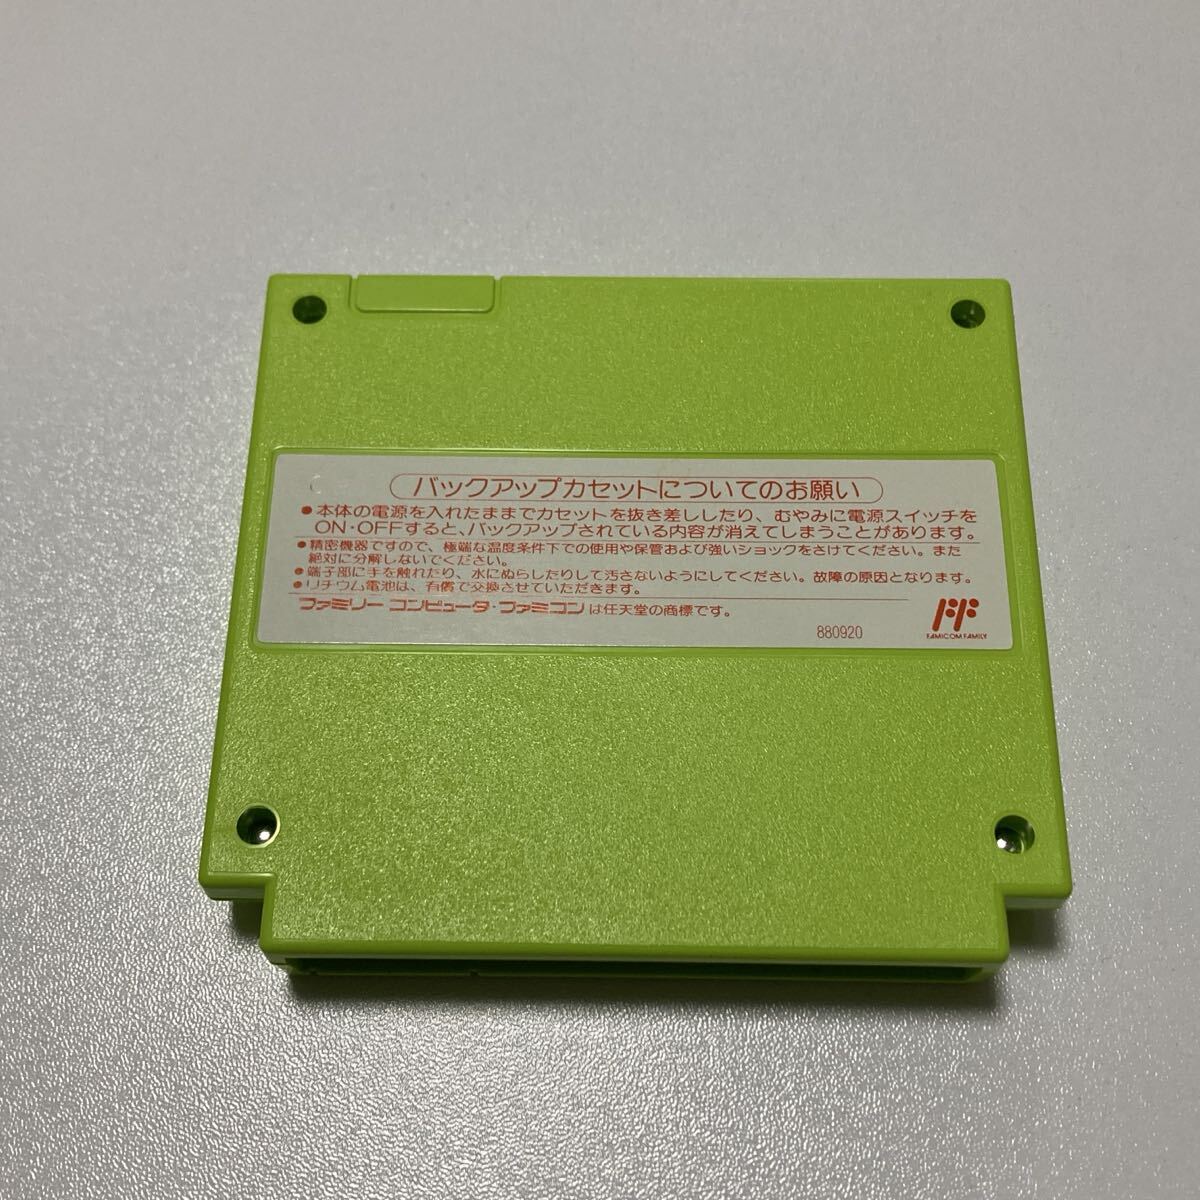 バックアップカセットについてのお願い
●本体の電源を入れたままでカセットを抜き差ししたり、むやみに電源スイッチを
ON・OFFすると、バックアップされている内容が消えてしまうことがあります。
●精密機器ですので、極端な温度条件下での使用や保管および強いショックをさけてください。また
絶対に分解しないでください。
●端子部に手を触れたり、水にぬらしたりして汚さないようにしてください。故障の原因となります。
●リチウム電池は、有償で交換させていただきます。
ファミリー コンピュータ・ファミコン は任天堂の商標です。
880920
FF
FAMICOM FAMILY